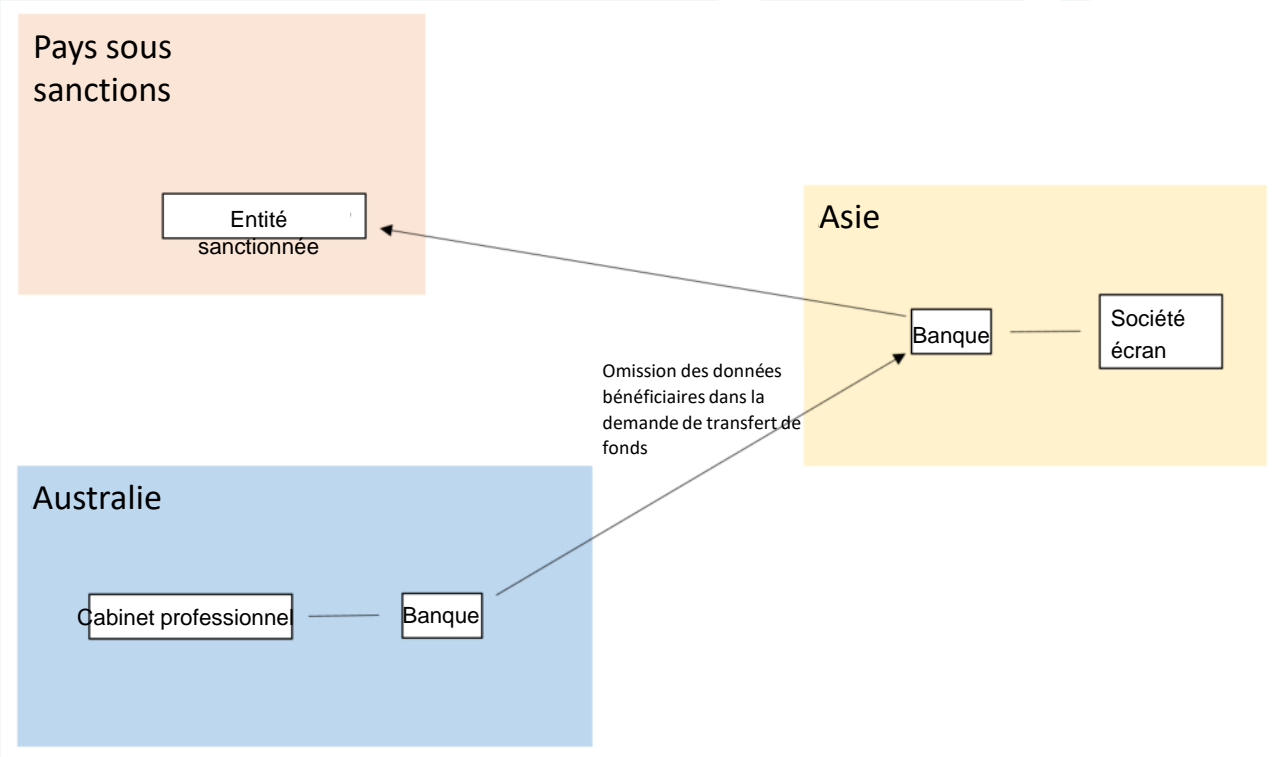 Pays sous
sanctions
Entité
sanctionnée
Asie
Banque
Société
écran
Omission des données
bénéficiaires dans la
demande de transfert de
fonds
Australie
Cabinet professionnel
Banque